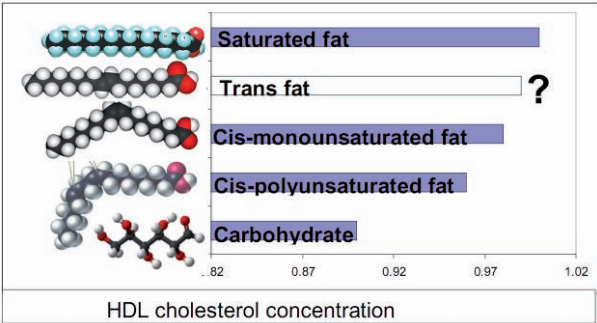 Saturated fat
Trans fat
?
Cis-monounsaturated fat
Cis-polyunsaturated fat
Carbohydrate
.82 0.87 0.92 0.97 1.02
HDL cholesterol concentration